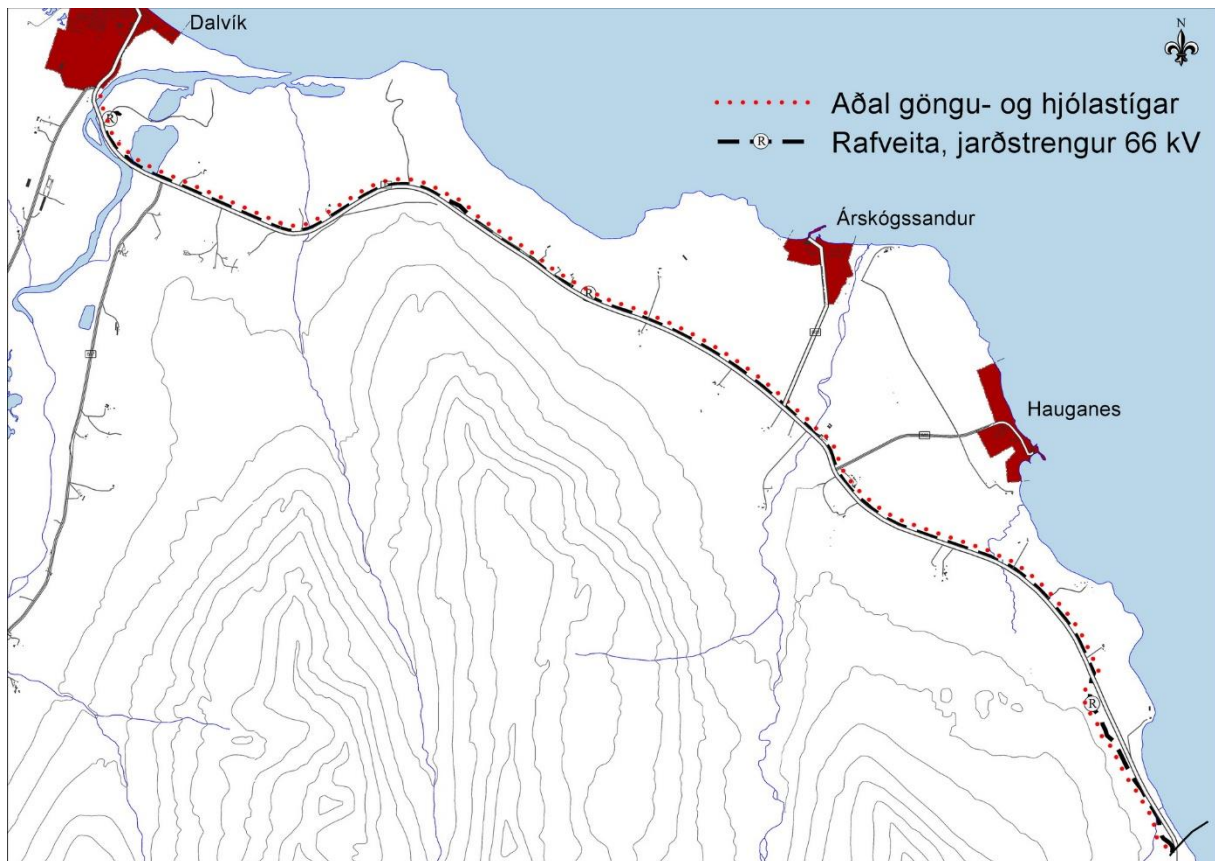 Dalvík
N
Aðal göngu- og hjólastígar
R Rafveita, jarðstrengur 66 kV
R
Árskógssandur
R
Hauganes
R